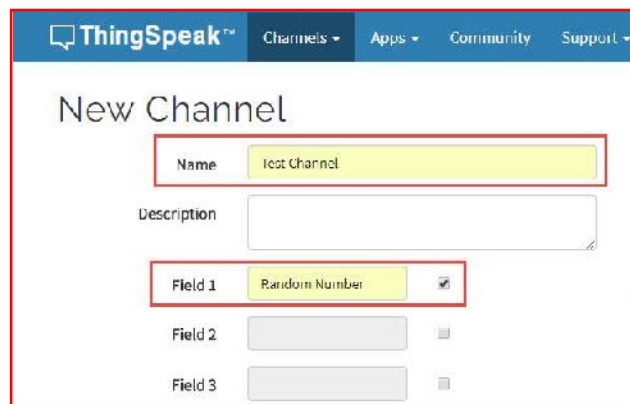 ThingSpeak™ Channels Apps Community Support
New Channel
Name Test Channel
Description
Field 1 Random Number
Field 2
Field 3